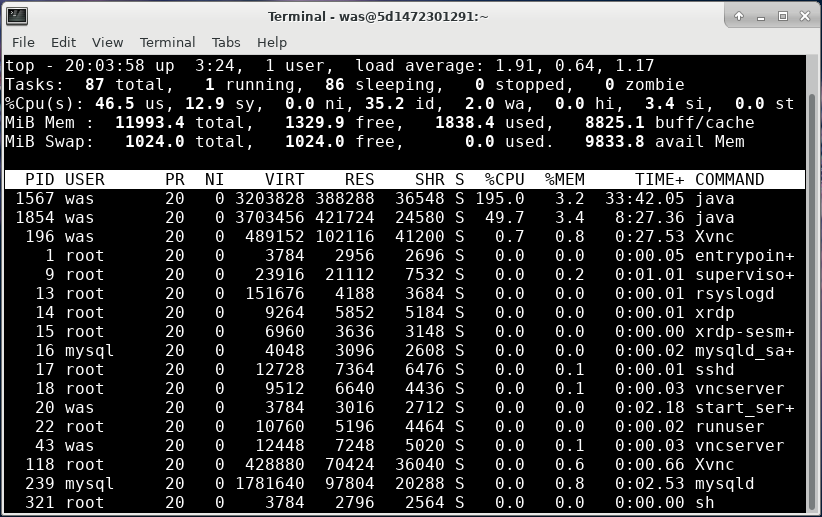 Terminal - was@5d1472301291:~
File Edit View Terminal Tabs Help
top - 20:03:58 up  3:24,  1 user,  load average: 1.91, 0.64, 1.17
Tasks:  87 total,   1 running,  86 sleeping,   0 stopped,   0 zombie
%Cpu(s): 46.5 us, 12.9 sy,  0.0 ni, 35.2 id,  2.0 wa,  0.0 hi,  3.4 si,  0.0 st
MiB Mem :  11993.4 total,   1329.9 free,   1838.4 used,   8825.1 buff/cache
MiB Swap:   1024.0 total,   1024.0 free,      0.0 used.   9833.8 avail Mem
PID USER      PR  NI    VIRT    RES    SHR S  %CPU  %MEM     TIME+ COMMAND
1567 was       20   0 3203828 388288  36548 S 195.0   3.2  33:42.05 java
1854 was       20   0 3703456 421724  24580 S  49.7   3.4   8:27.36 java
196 was       20   0  489152 102116  41200 S   0.7   0.8   0:27.53 Xvnc
1 root      20   0    3784   2956   2696 S   0.0   0.0   0:00.05 entrypoin+
9 root      20   0   23916  21112   7532 S   0.0   0.2   0:01.01 superviso+
13 root      20   0  151676   4188   3684 S   0.0   0.0   0:00.01 rsyslogd
14 root      20   0    9264   5852   5184 S   0.0   0.0   0:00.01 xrdp
15 root      20   0    6960   3636   3148 S   0.0   0.0   0:00.00 xrdp-sesm+
16 mysql     20   0    4048   3096   2608 S   0.0   0.0   0:00.02 mysqld_sa+
17 root      20   0   12728   7364   6476 S   0.0   0.1   0:00.01 sshd
18 root      20   0    9512   6640   4436 S   0.0   0.1   0:00.03 vncserver
20 was       20   0    3784   3016   2712 S   0.0   0.0   0:02.18 start_ser+
22 root      20   0   10760   5196   4464 S   0.0   0.0   0:00.02 runuser
43 was       20   0   12448   7248   5020 S   0.0   0.1   0:00.03 vncserver
118 root      20   0  428880  70424  36040 S   0.0   0.6   0:00.66 Xvnc
239 mysql     20   0 1781640  97804  20288 S   0.0   0.8   0:02.53 mysqld
321 root      20   0    3784   2796   2564 S   0.0   0.0   0:00.00 sh